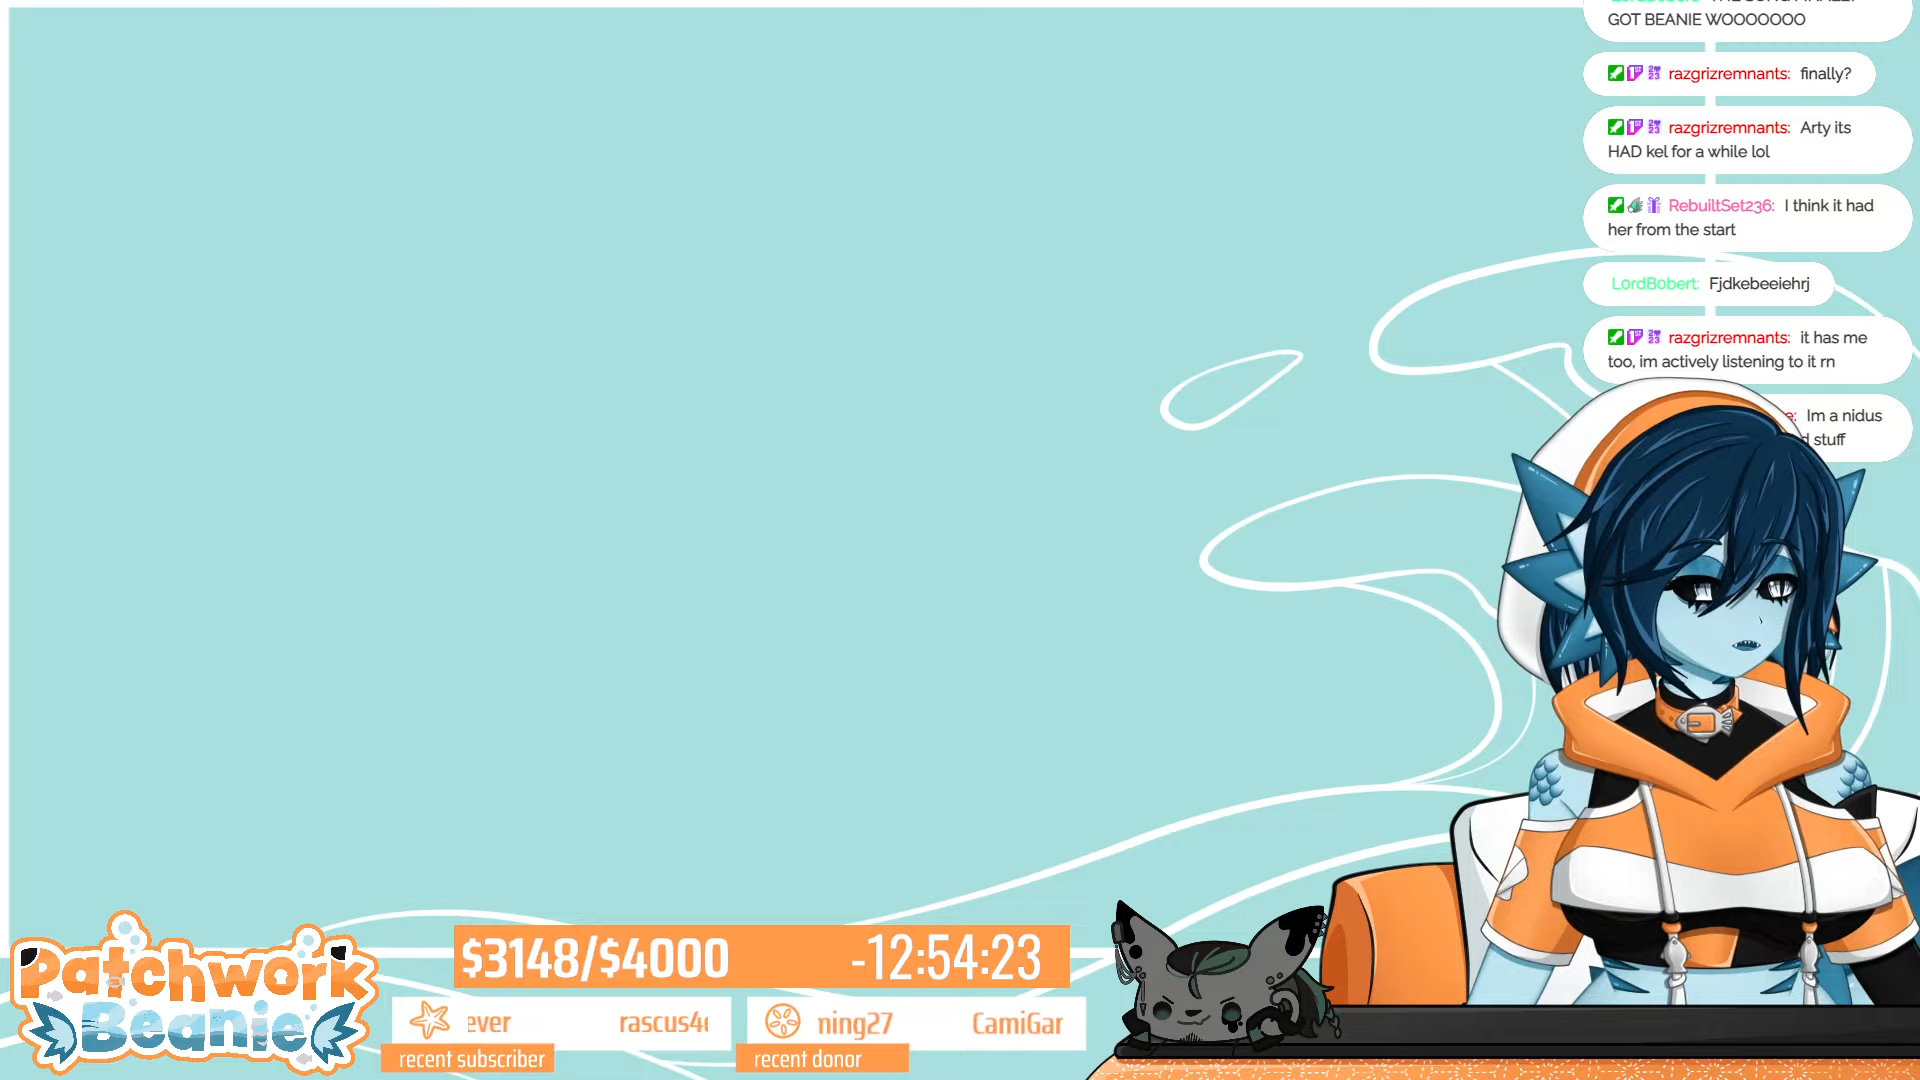 GOT BEANIE WOOOOOOO
razgrizremnants: finally?
razgrizremnants: Arty its
HAD kel for a while lol
RebuiltSet236: I think it had
her from the start
LordBobert: Fjdkebeeiehrj
razgrizremnants: it has me
too, im actively listening to it rn
Im a nidus
stuff
$3148/$4000
-12:54:23
Patchwork
Beanie
ever
rascus4
recent subscriber
ning27
CamiGar
recent donor